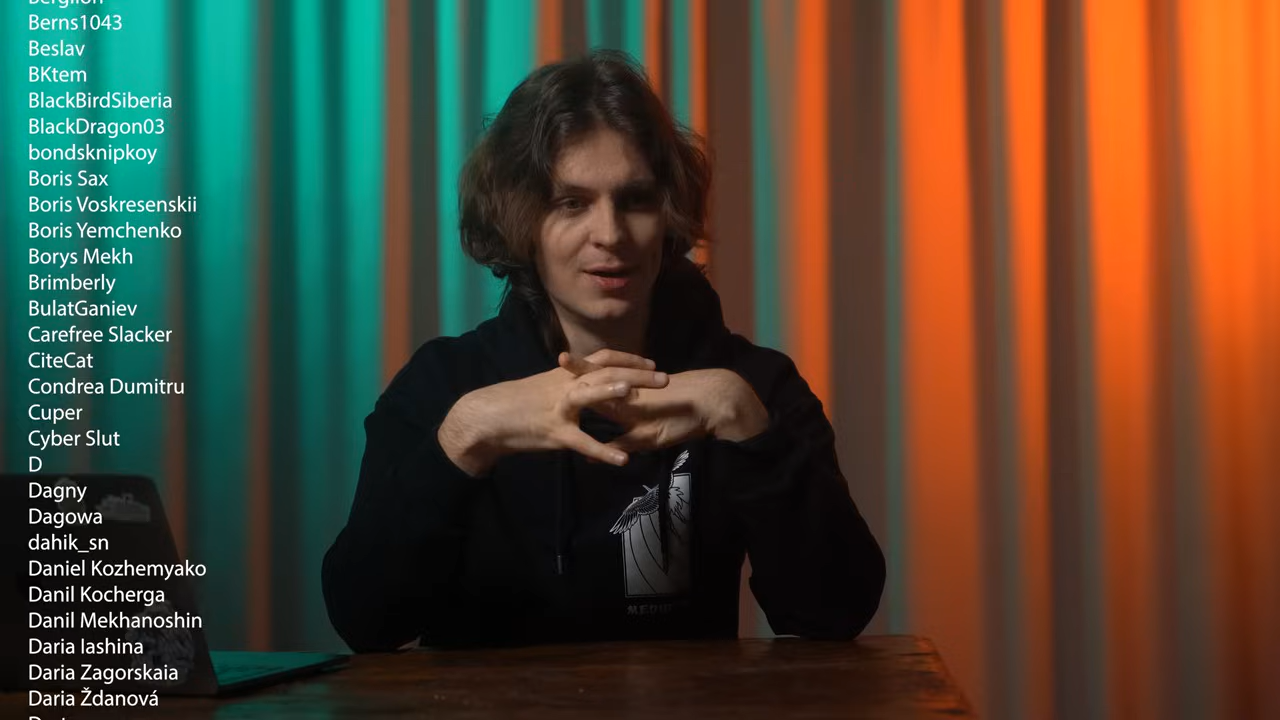 Berns1043
Beslav
BKtem
BlackBirdSiberia
BlackDragon03
bondsknipkoy
Boris Sax
Boris Voskresenskii
Boris Yemchenko
Borys Mekh
Brimberly
BulatGaniev
Carefree Slacker
CiteCat
Condrea Dumitru
Cuper
Cyber Slut
D
Dagny
Dagowa
dahik_sn
Daniel Kozhemyako
Danil Kocherga
Danil Mekhanoshin
Daria Iashina
Daria Zagorskaia
Daria Ždanová